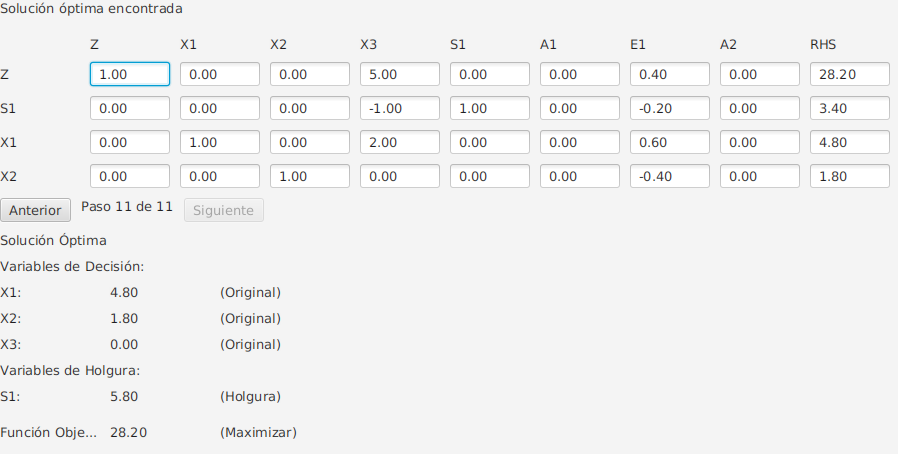 Solución óptima encontrada
Z X1 X2 X3 S1 A1 E1 A2 RHS
Z 1.00 0.00 0.00 5.00 0.00 0.00 0.40 0.00 28.20
S1 0.00 0.00 0.00 -1.00 1.00 0.00 -0.20 0.00 3.40
X1 0.00 1.00 0.00 2.00 0.00 0.00 0.60 0.00 4.80
X2 0.00 0.00 1.00 0.00 0.00 0.00 -0.40 0.00 1.80
Anterior Paso 11 de 11 Siguiente
Solución Óptima
Variables de Decisión:
X1: 4.80 (Original)
X2: 1.80 (Original)
X3: 0.00 (Original)
Variables de Holgura:
S1: 5.80 (Holgura)
Función Obje... 28.20 (Maximizar)